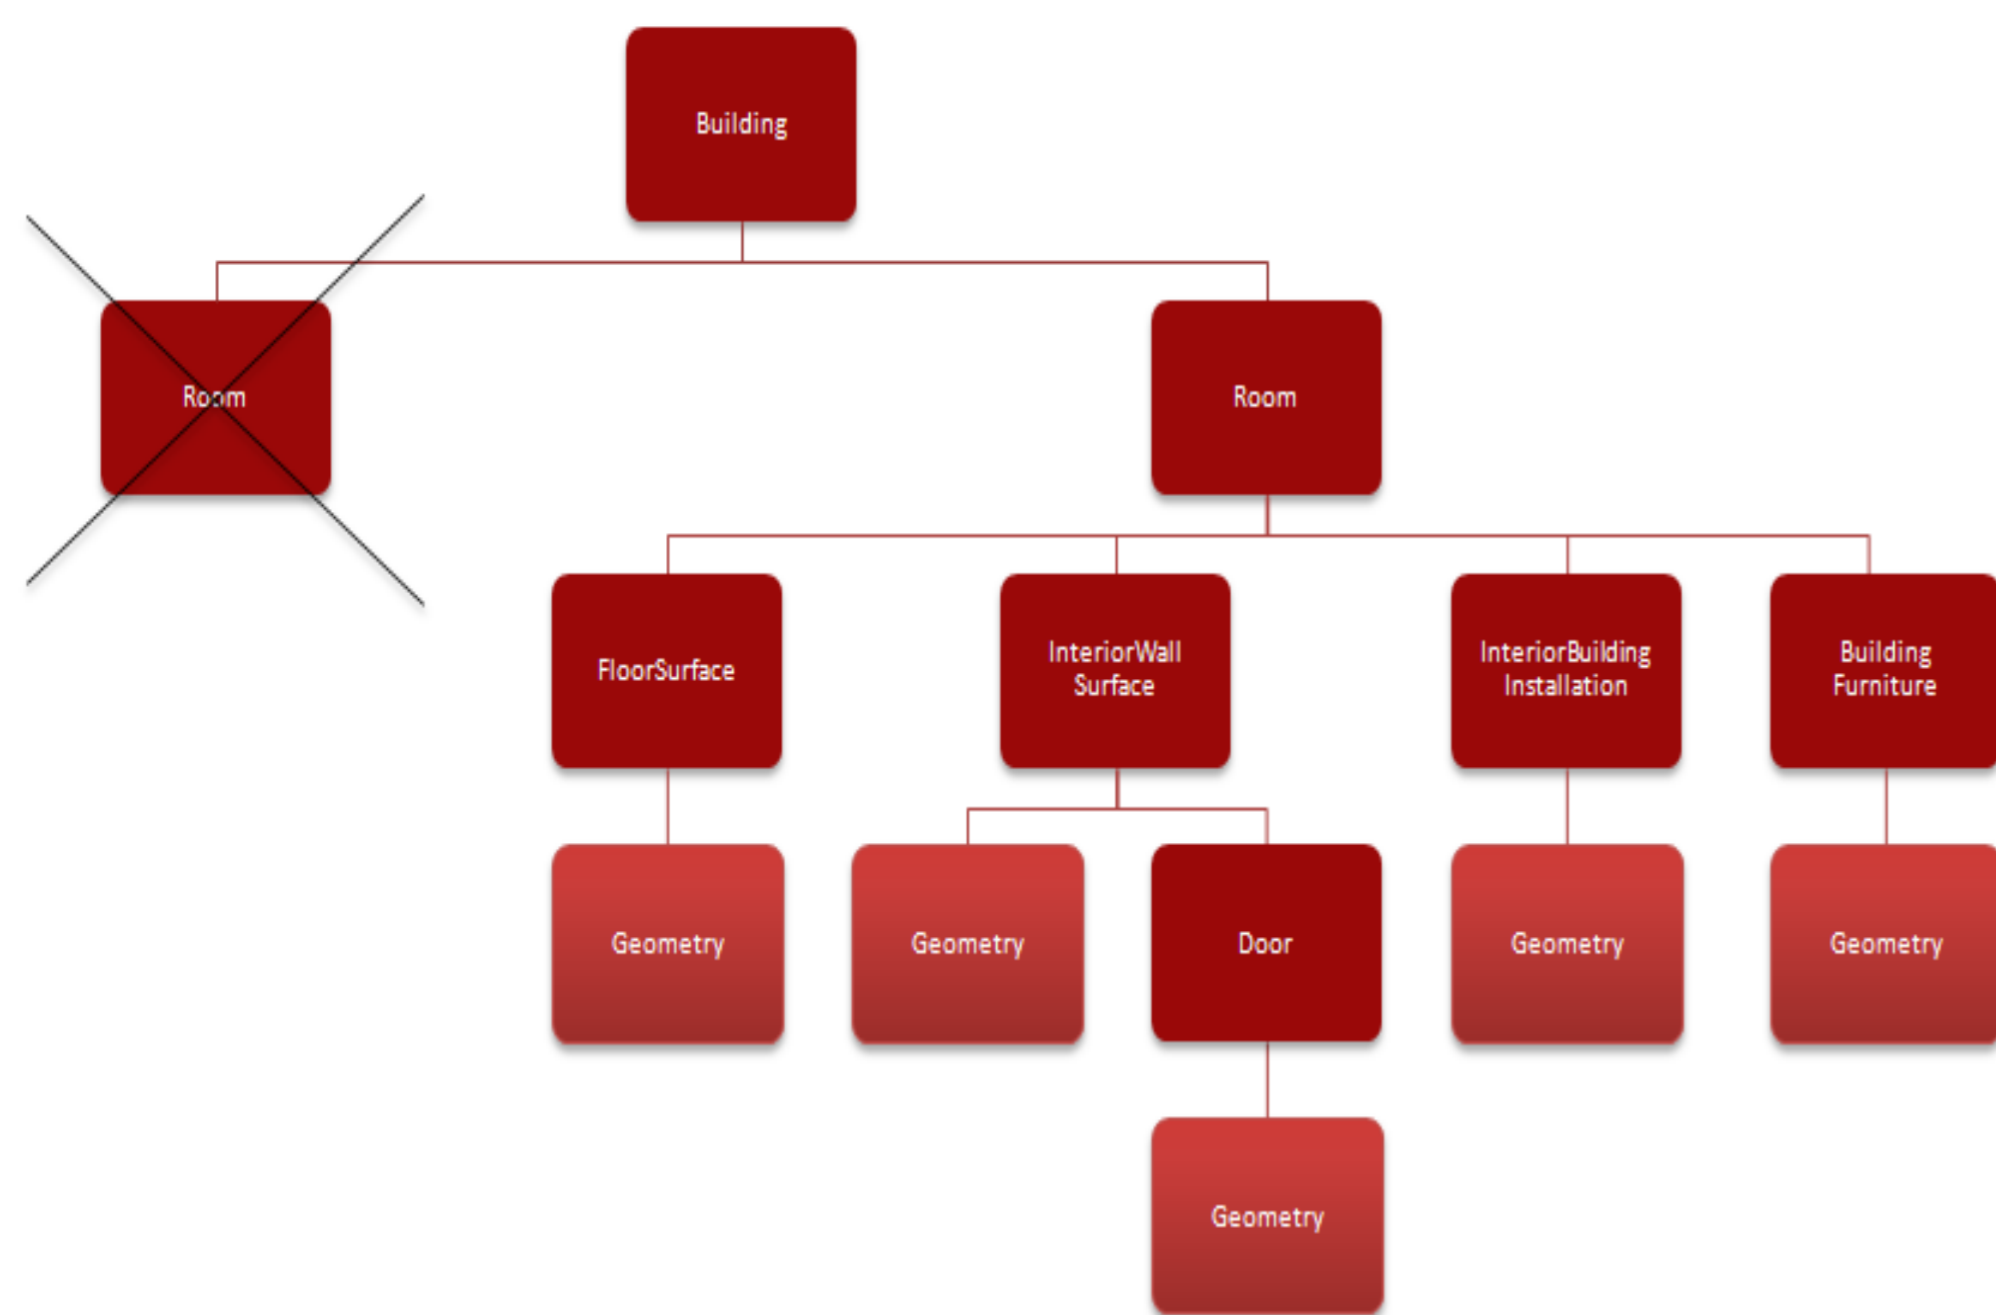 Building
Room
Room
FloorSurface
InteriorWall
Surface
InteriorBuilding
Installation
Building
Furniture
Geometry
Geometry
Door
Geometry
Geometry
Geometry